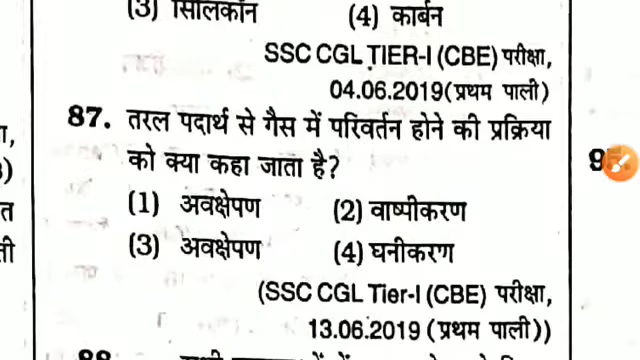 (3) सिलिकॉन (4) कार्बन
SSC CGL TIER-I (CBE) परीक्षा,
04.06.2019(प्रथम पाली)
87. तरल पदार्थ से गैस में परिवर्तन होने की प्रक्रिया
को क्या कहा जाता है?
(1) अवक्षेपण (2) वाष्पीकरण
(3) अवक्षेपण (4) घनीकरण
(SSC CGL Tier-I (CBE) परीक्षा,
13.06.2019 (प्रथम पाली))
88.